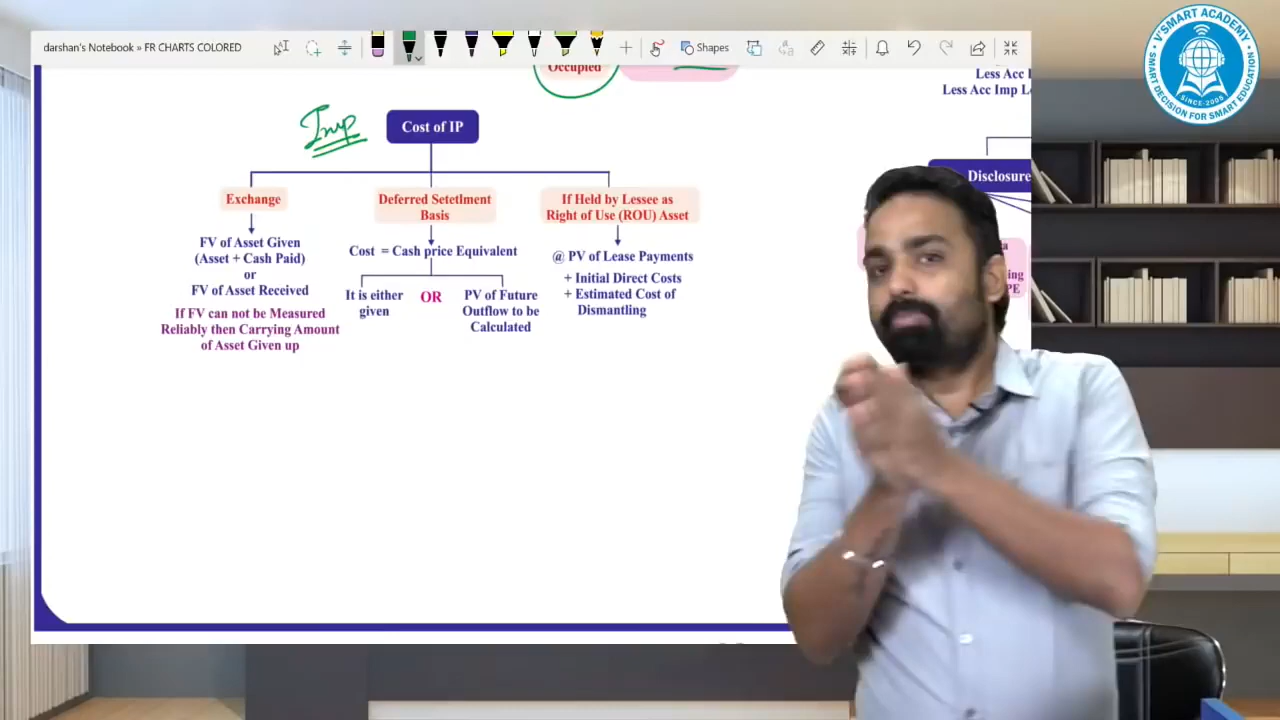 darshan's Notebook » FR CHARTS COLORED
Shapes
Occupied
Less Acc
Less Acc Imp
Imp
Cost of IP
Disclosure
Exchange
FV of Asset Given
(Asset + Cash Paid)
or
FV of Asset Received
If FV can not be Measured
Reliably then Carrying Amount
of Asset Given up
Deferred Setetlment
Basis
Cost = Cash price Equivalent
It is either
given
OR
PV of Future
Outflow to be
Calculated
If Held by Lessee as
Right of Use (ROU) Asset
@ PV of Lease Payments
+ Initial Direct Costs
+ Estimated Cost of
Dismantling
V'SMART ACADEMY
SINCE-2005
SMART DECISION FOR SMART EDUCATION